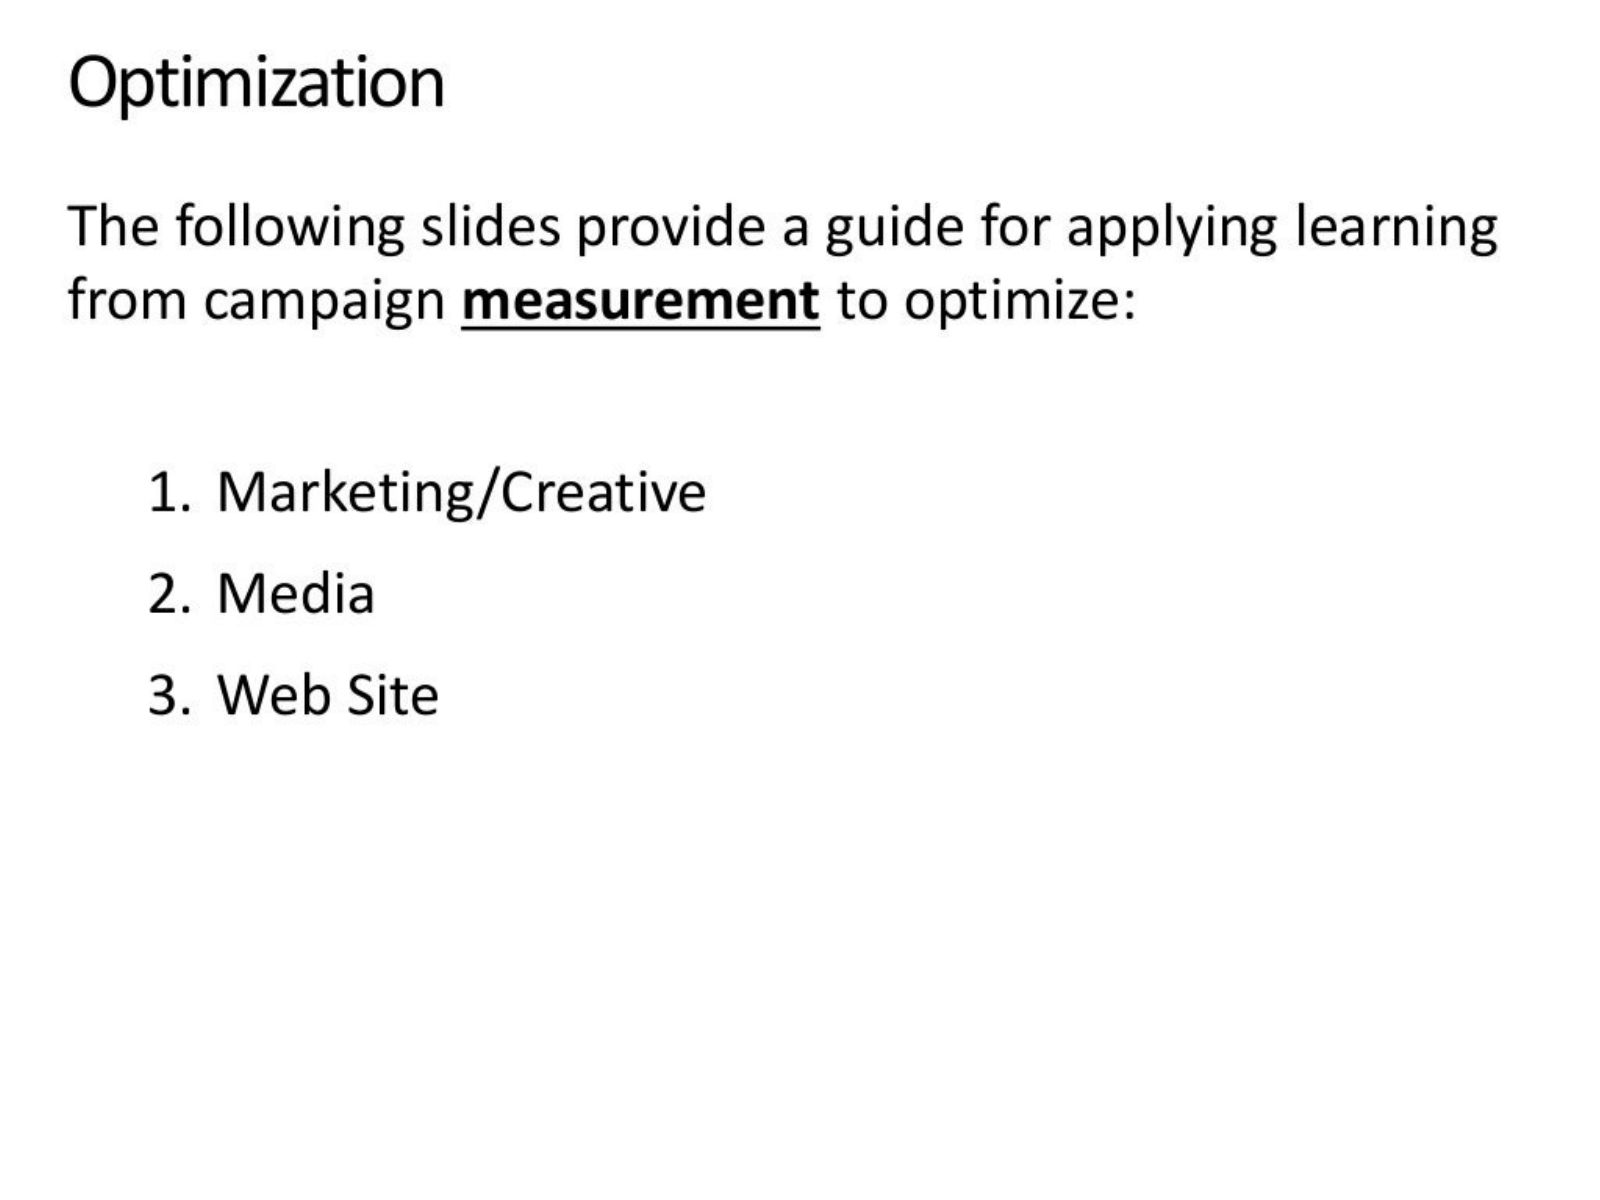 Optimization
The following slides provide a guide for applying learning
from campaign measurement to optimize:
1. Marketing/Creative
2. Media
3. Web Site